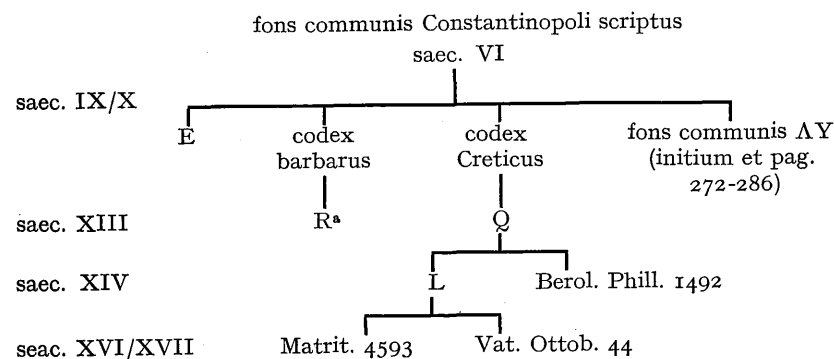 fons communis Constantinopoli scriptus
saec. VI
saec. IX/X
E codex codex fons communis ΛY
barbarus Creticus (initium et pag.
272-286)
saec. XIII Rᵃ Q
saec. XIV L Berol. Phill. 1492
seac. XVI/XVII Matrit. 4593 Vat. Ottob. 44